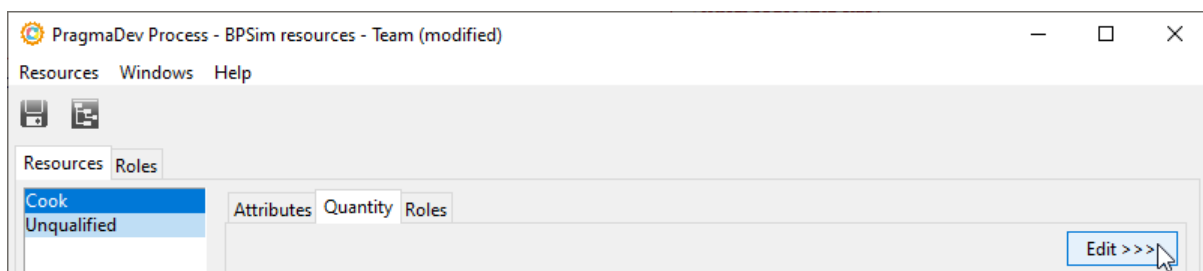 PragmaDev Process - BPSim resources - Team (modified)
Resources Windows Help
Resources Roles
Cook
Unqualified
Attributes Quantity Roles
Edit >>>